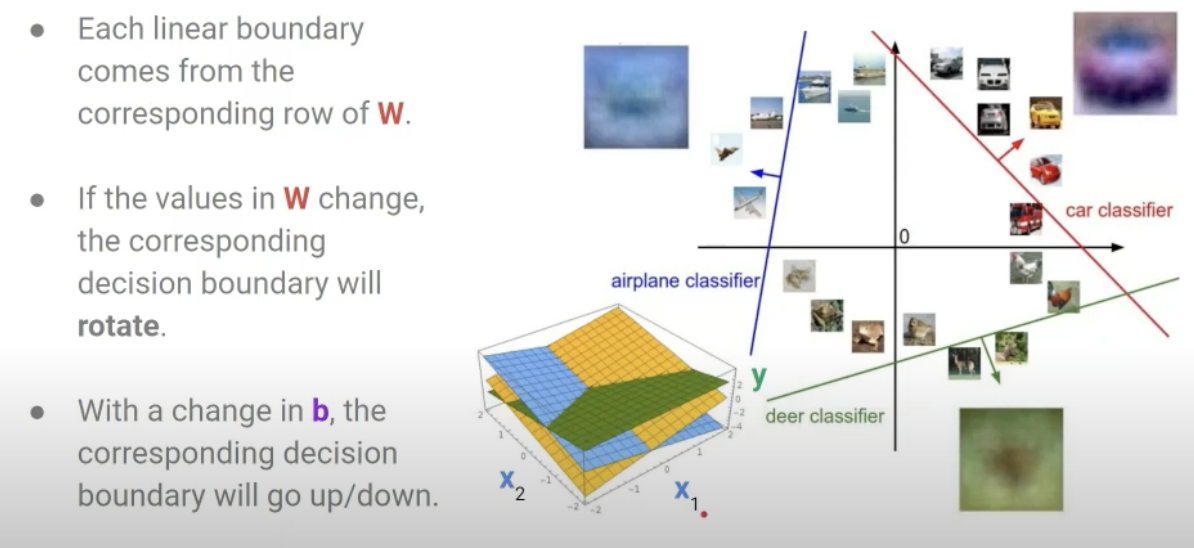 ● Each linear boundary
comes from the
corresponding row of W.
● If the values in W change,
the corresponding
decision boundary will
rotate.
● With a change in b, the
corresponding decision
boundary will go up/down.
0
car classifier
airplane classifier
deer classifier
y
2
0
-2
-4
2
1
0
-1
-2
-2
-1
0
1
2
x2
x1